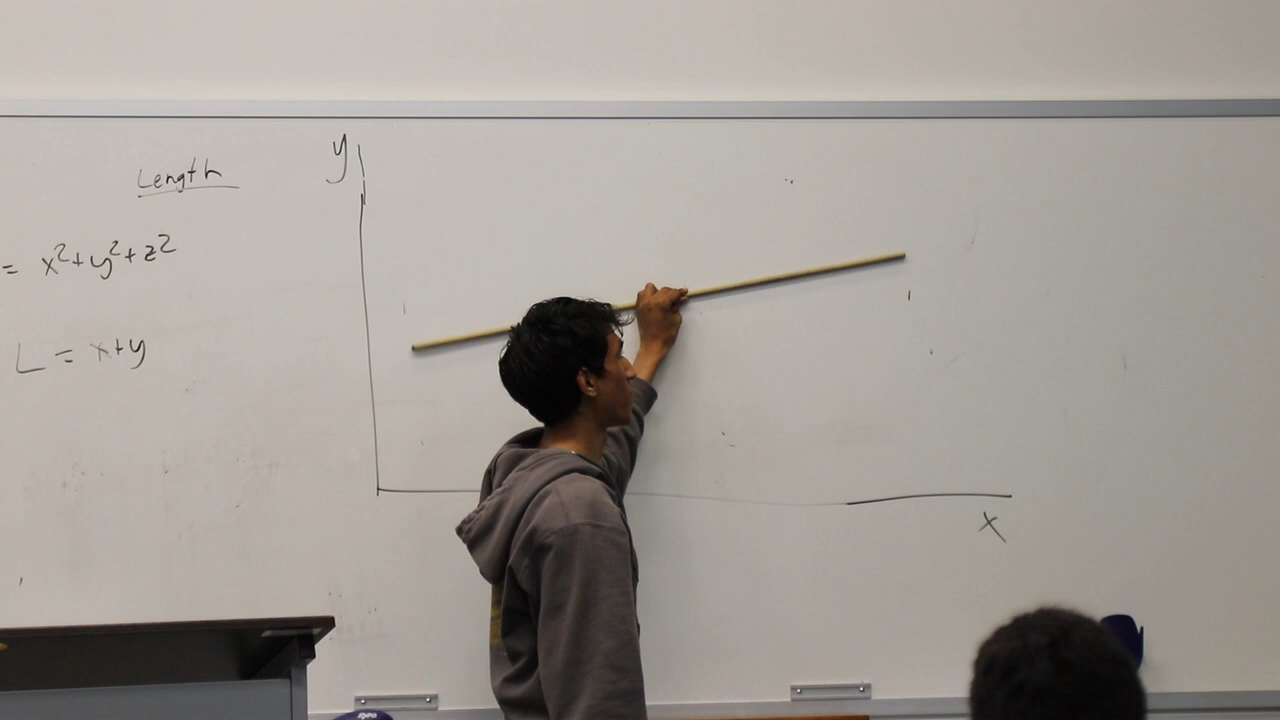 Length
= x²+y²+z²
L = x+y
y
x